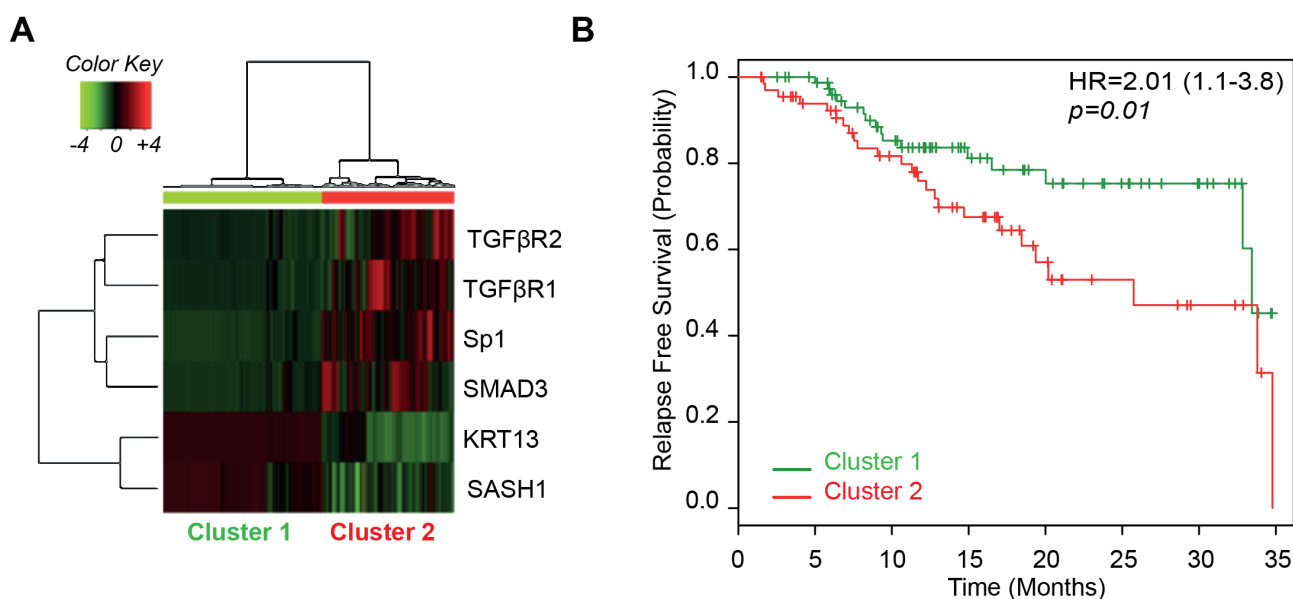 A
Color Key
-4 0 +4
TGFβR2
TGFβR1
Sp1
SMAD3
KRT13
SASH1
Cluster 1 Cluster 2
B
HR=2.01 (1.1-3.8)
p=0.01
Relapse Free Survival (Probability)
1.0
0.8
0.6
0.4
0.2
0.0
Cluster 1
Cluster 2
0 5 10 15 20 25 30 35
Time (Months)